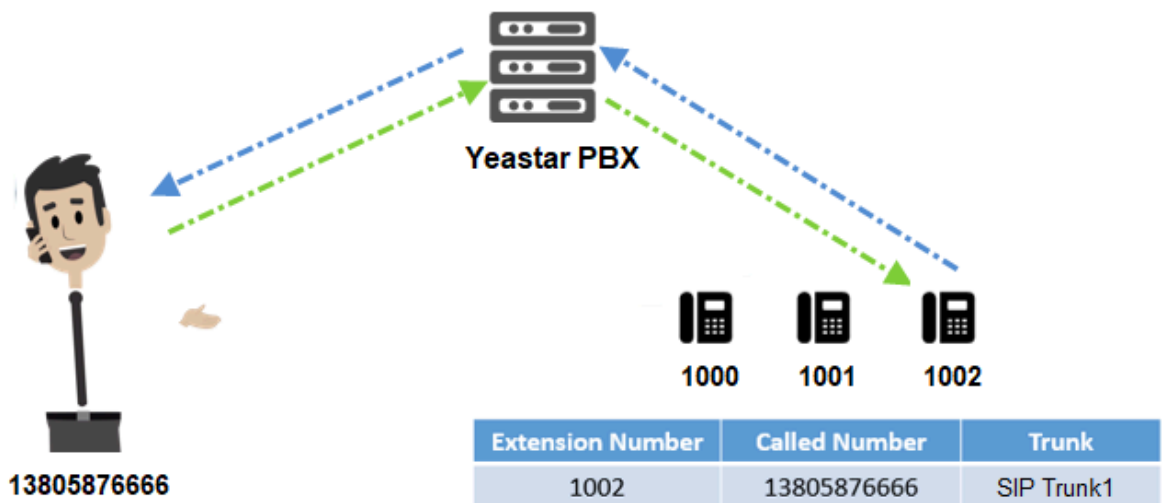 Yeastar PBX
1000 1001 1002
13805876666
Extension Number Called Number Trunk
1002 13805876666 SIP Trunk1